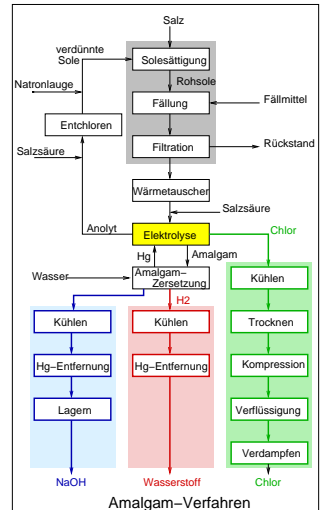 Salz
verdünnte
Sole
Solesättigung
Rohsole
Natronlauge
Fällung
Fällmittel
Entchloren
Salzsäure
Filtration
Rückstand
Wärmetauscher
Salzsäure
Anolyt
Elektrolyse
Chlor
Hg
Amalgam
Wasser
Amalgam-
Zersetzung
H2
Kühlen
Kühlen
Kühlen
Trocknen
Hg-Entfernung
Hg-Entfernung
Kompression
Lagern
Verflüssigung
Verdampfen
NaOH
Wasserstoff
Chlor
Amalgam-Verfahren